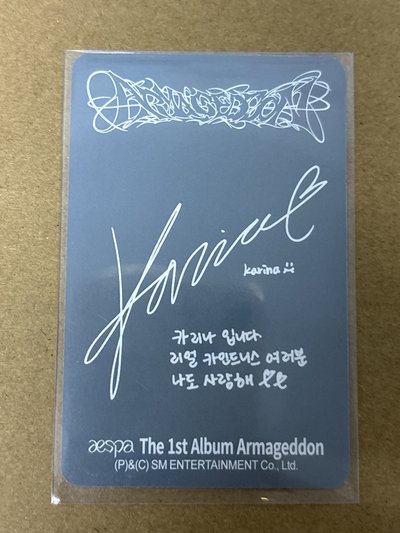 ARMAGEDDON
Karina
karina
카리나 입니다
리얼 카인드니스 여러분
나도 사랑해
aespa The 1st Album Armageddon
(P)&(C) SM ENTERTAINMENT Co., Ltd.